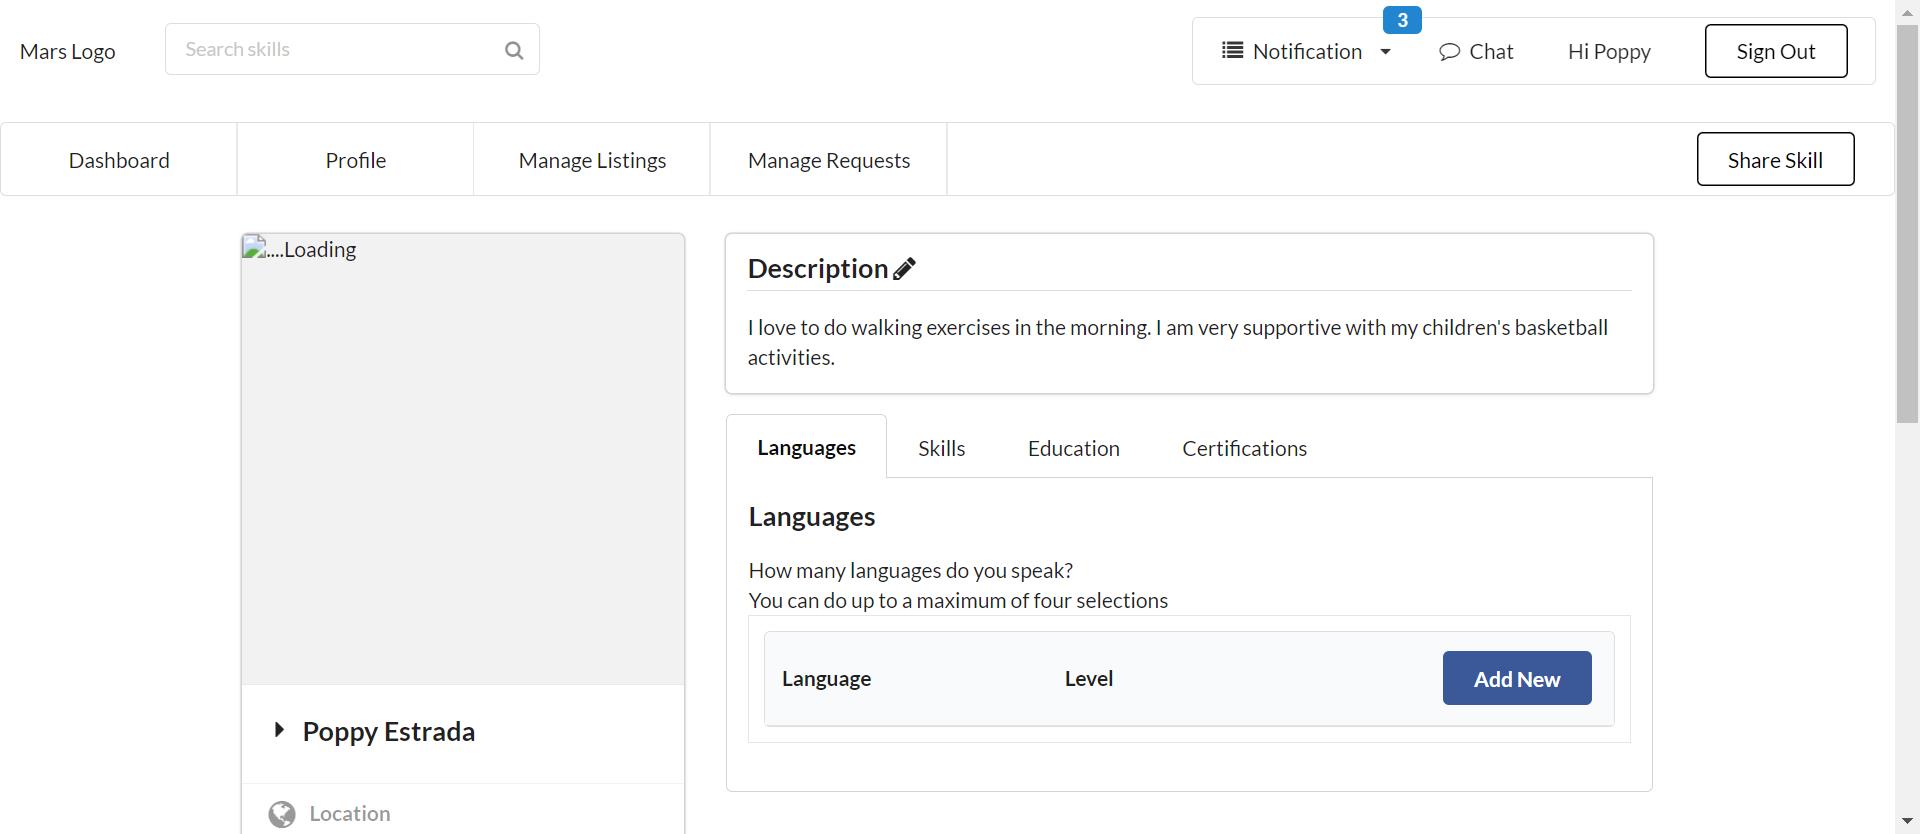 3
Mars Logo
Search skills
Notification
Chat
Hi Poppy
Sign Out
Dashboard
Profile
Manage Listings
Manage Requests
Share Skill
....Loading
Description
I love to do walking exercises in the morning. I am very supportive with my children's basketball
activities.
Languages
Skills
Education
Certifications
Languages
How many languages do you speak?
You can do up to a maximum of four selections
Language
Level
Add New
Poppy Estrada
Location